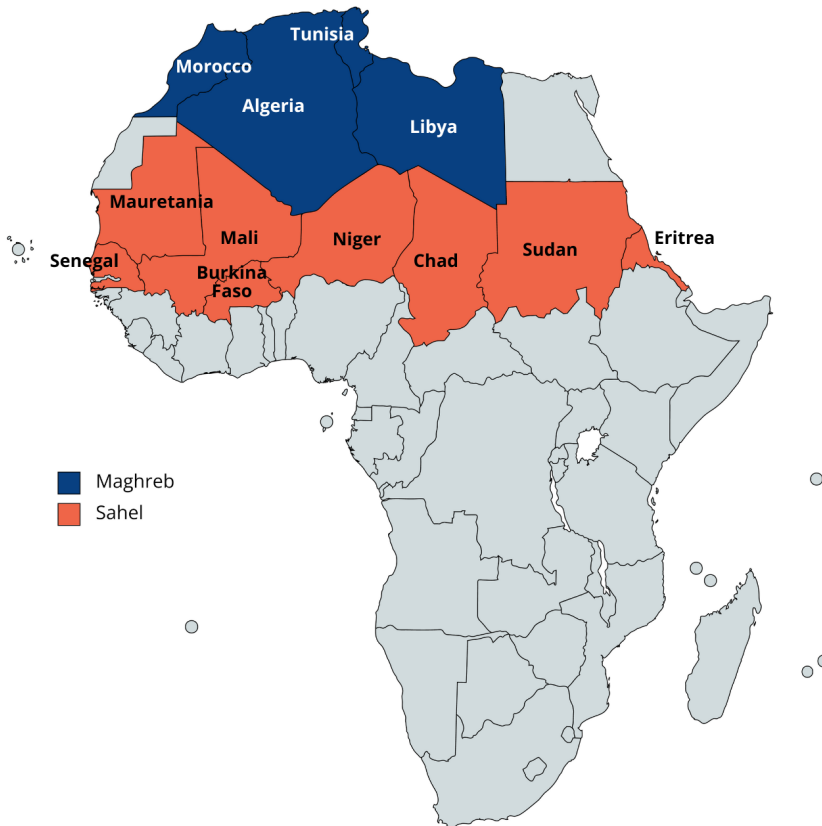 Tunisia
Morocco
Algeria
Libya
Mauretania
Mali
Niger
Chad
Sudan
Eritrea
Senegal
Burkina
Faso
Maghreb
Sahel